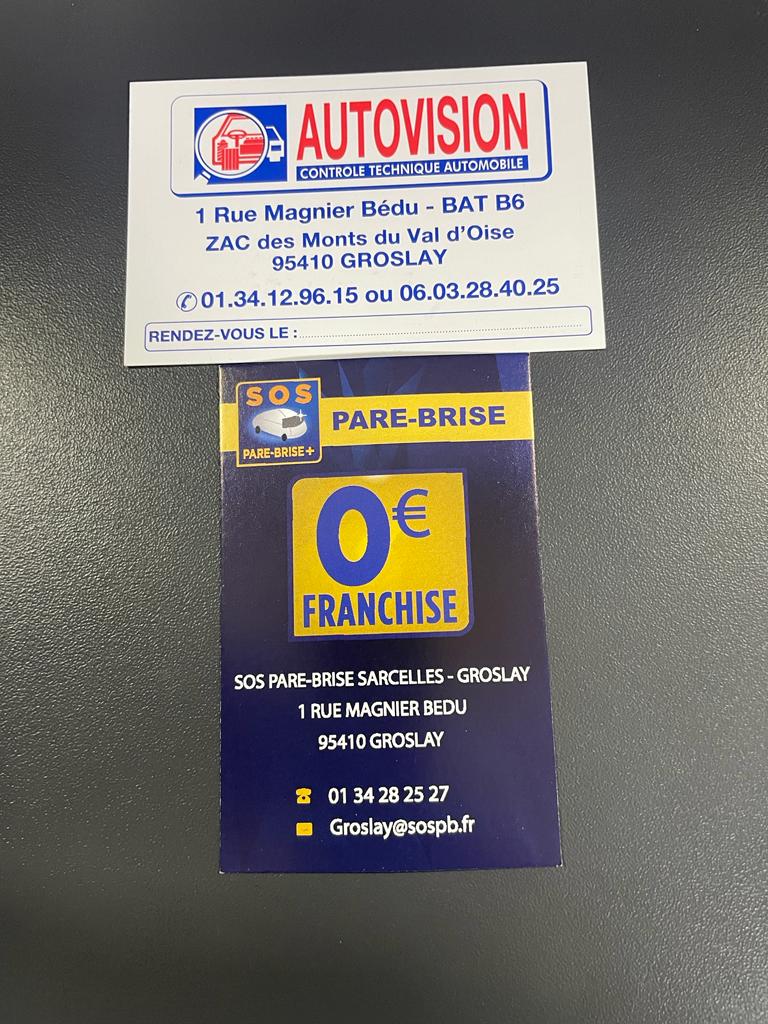 AUTOVISION
CONTROLE TECHNIQUE AUTOMOBILE
1 Rue Magnier Bédu - BAT B6
ZAC des Monts du Val d'Oise
95410 GROSLAY
✆ 01.34.12.96.15 ou 06.03.28.40.25
RENDEZ-VOUS LE :
SOS
PARE-BRISE+
PARE-BRISE
0€
FRANCHISE
SOS PARE-BRISE SARCELLES - GROSLAY
1 RUE MAGNIER BEDU
95410 GROSLAY
01 34 28 25 27
Groslay@sospb.fr